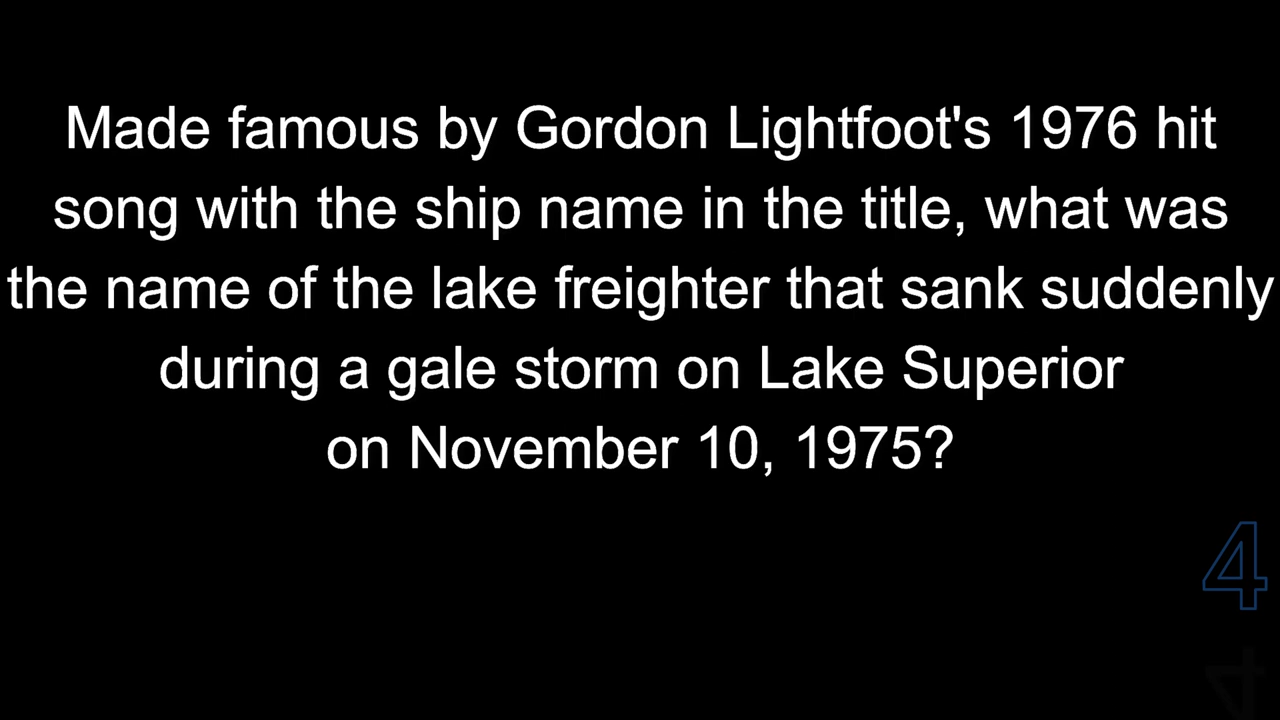 Made famous by Gordon Lightfoot's 1976 hit
song with the ship name in the title, what was
the name of the lake freighter that sank suddenly
during a gale storm on Lake Superior
on November 10, 1975?
4